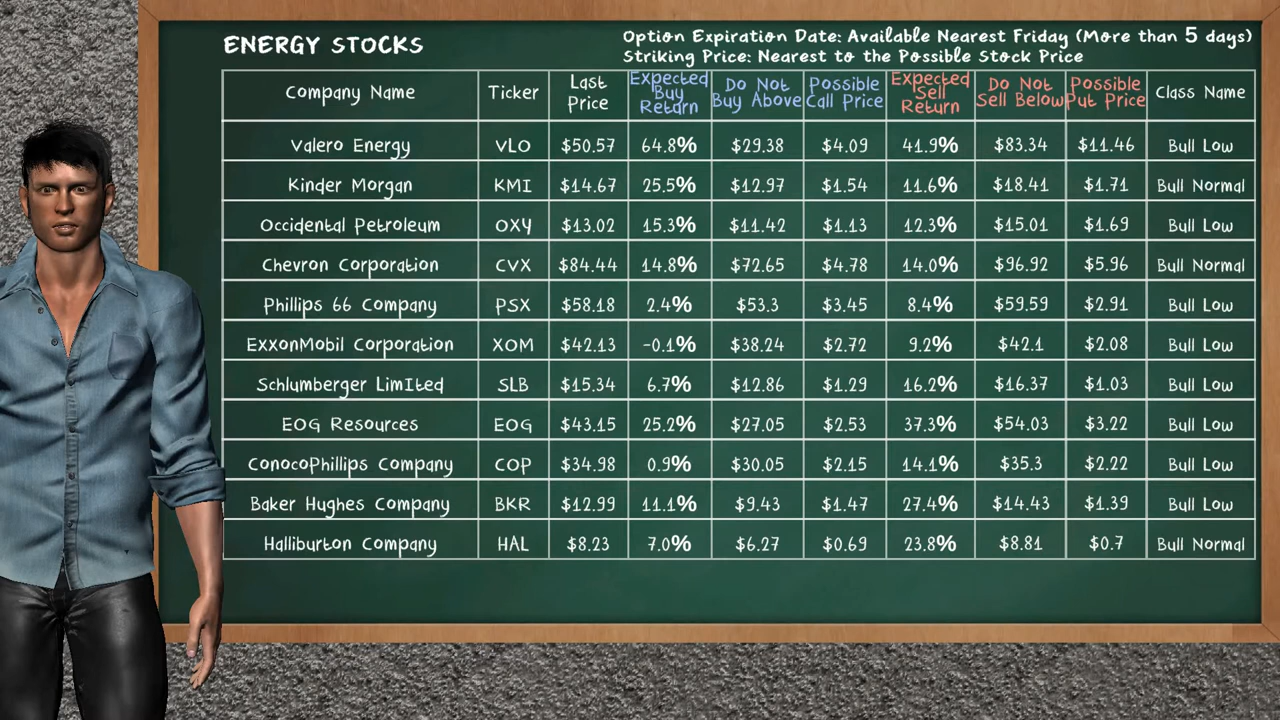 ENERGY STOCKS
Option Expiration Date: Available Nearest Friday (More than 5 days)
Striking Price: Nearest to the Possible Stock Price
Company Name Ticker Last Price Expected Buy Return Do Not Buy Above Possible Call Price Expected Sell Return Do Not Sell Below Possible Put Price Class Name
Valero Energy VLO $50.57 64.8% $29.38 $4.09 41.9% $83.34 $11.46 Bull Low
Kinder Morgan KMI $14.67 25.5% $12.97 $1.54 11.6% $18.41 $1.71 Bull Normal
Occidental Petroleum OXY $13.02 15.3% $11.42 $1.13 12.3% $15.01 $1.69 Bull Low
Chevron Corporation CVX $84.44 14.8% $72.65 $4.78 14.0% $96.92 $5.96 Bull Normal
Phillips 66 Company PSX $58.18 2.4% $53.3 $3.45 8.4% $59.59 $2.91 Bull Low
ExxonMobil Corporation XOM $42.13 -0.1% $38.24 $2.72 9.2% $42.1 $2.08 Bull Low
Schlumberger LimIted SLB $15.34 6.7% $12.86 $1.29 16.2% $16.37 $1.03 Bull Low
EOG Resources EOG $43.15 25.2% $27.05 $2.53 37.3% $54.03 $3.22 Bull Low
ConocoPhillips Company COP $34.98 0.9% $30.05 $2.15 14.1% $35.3 $2.22 Bull Low
Baker Hughes Company BKR $12.99 11.1% $9.43 $1.47 27.4% $14.43 $1.39 Bull Low
Halliburton Company HAL $8.23 7.0% $6.27 $0.69 23.8% $8.81 $0.7 Bull Normal